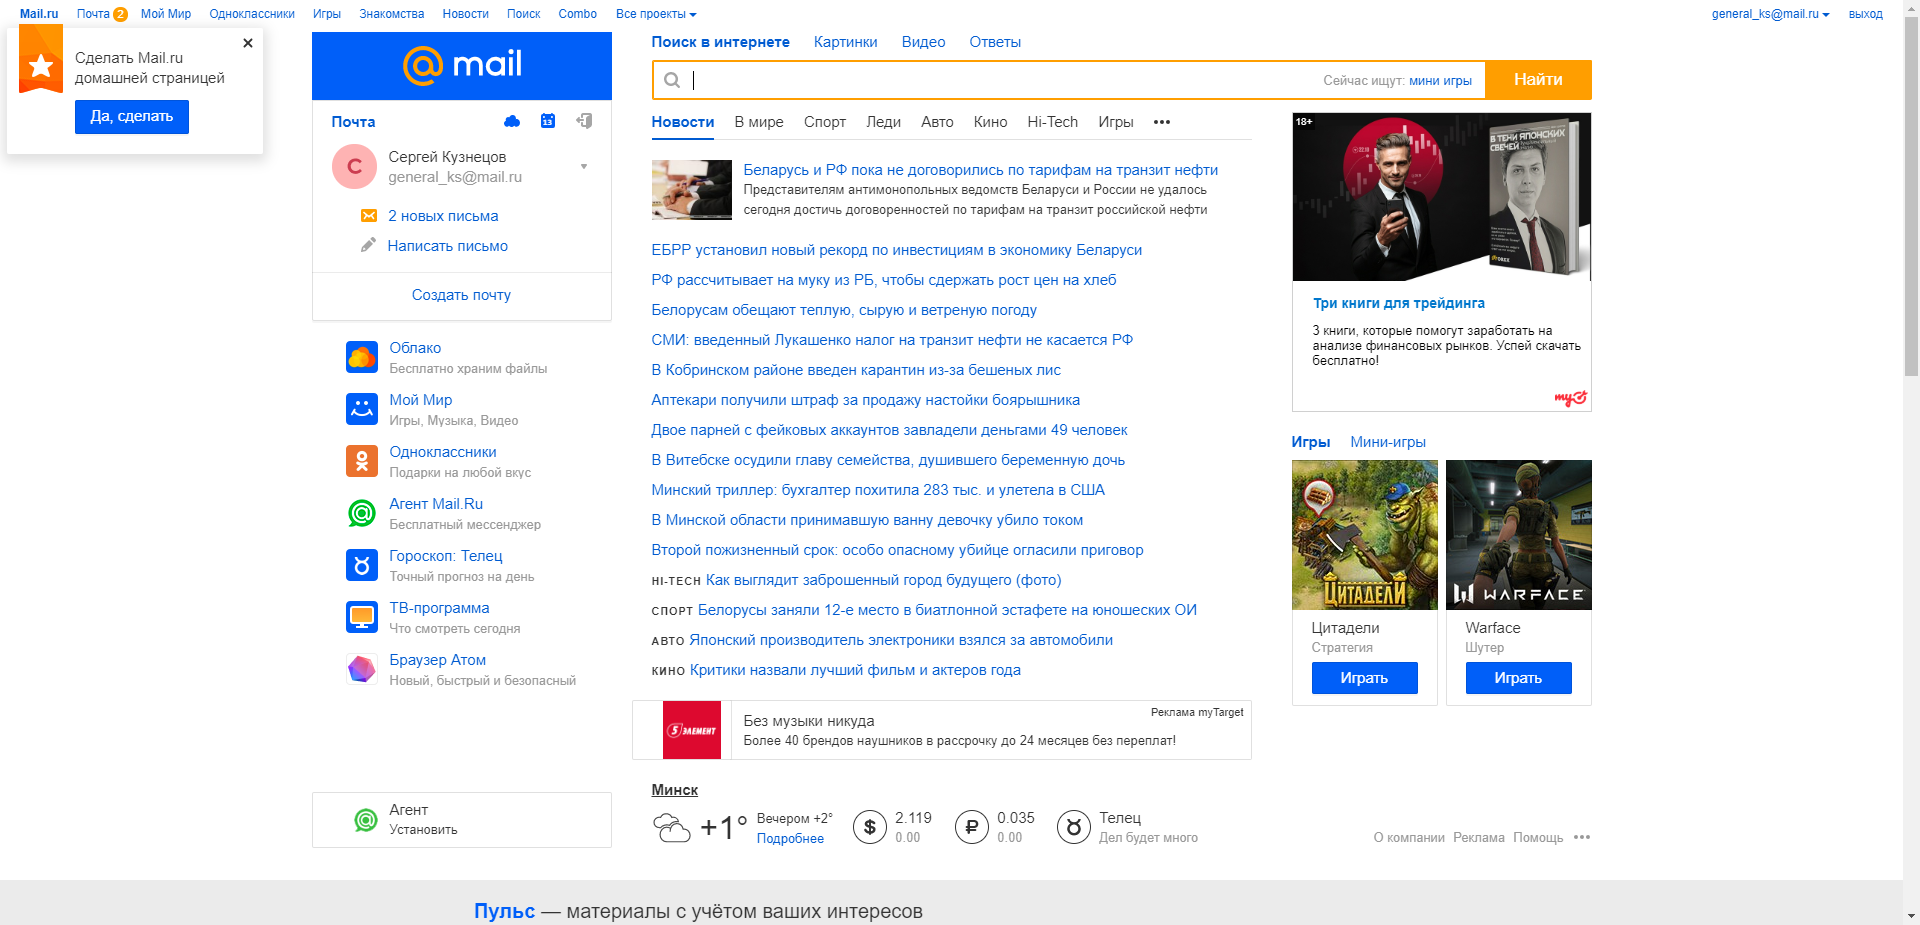 Mail.ru Почта 2 Мой Мир Одноклассники Игры Знакомства Новости Поиск Combo Все проекты general_ks@mail.ru выход
Сделать Mail.ru
домашней страницей
Да, сделать
mail
Почта 13
С
Сергей Кузнецов
general_ks@mail.ru
2 новых письма
Написать письмо
Создать почту
Облако
Бесплатно храним файлы
Мой Мир
Игры, Музыка, Видео
Одноклассники
Подарки на любой вкус
Агент Mail.Ru
Бесплатный мессенджер
Гороскоп: Телец
Точный прогноз на день
ТВ-программа
Что смотреть сегодня
Браузер Атом
Новый, быстрый и безопасный
Агент
Установить
Поиск в интернете Картинки Видео Ответы
Сейчас ищут: мини игры Найти
Новости В мире Спорт Леди Авто Кино Hi-Tech Игры •••
Беларусь и РФ пока не договорились по тарифам на транзит нефти
Представителям антимонопольных ведомств Беларуси и России не удалось
сегодня достичь договоренностей по тарифам на транзит российской нефти
ЕБРР установил новый рекорд по инвестициям в экономику Беларуси
РФ рассчитывает на муку из РБ, чтобы сдержать рост цен на хлеб
Белорусам обещают теплую, сырую и ветреную погоду
СМИ: введенный Лукашенко налог на транзит нефти не касается РФ
В Кобринском районе введен карантин из-за бешеных лис
Аптекари получили штраф за продажу настойки боярышника
Двое парней с фейковых аккаунтов завладели деньгами 49 человек
В Витебске осудили главу семейства, душившего беременную дочь
Минский триллер: бухгалтер похитила 283 тыс. и улетела в США
В Минской области принимавшую ванну девочку убило током
Второй пожизненный срок: особо опасному убийце огласили приговор
HI-TECH Как выглядит заброшенный город будущего (фото)
СПОРТ Белорусы заняли 12-е место в биатлонной эстафете на юношеских ОИ
АВТО Японский производитель электроники взялся за автомобили
КИНО Критики назвали лучший фильм и актеров года
5 ЭЛЕМЕНТ
Без музыки никуда
Реклама myTarget
Более 40 брендов наушников в рассрочку до 24 месяцев без переплат!
Минск
+1° Вечером +2°
Подробнее
$ 2.119
0.00
₽ 0.035
0.00
Телец
Дел будет много
18+
В ТЕНИ ЯПОНСКИХ
СВЕЧЕЙ
Три книги для трейдинга
3 книги, которые помогут заработать на
анализе финансовых рынков. Успей скачать
бесплатно!
my
Игры Мини-игры
ЦИТАДЕЛИ
WARFACE
Цитадели
Стратегия
Играть
Warface
Шутер
Играть
О компании Реклама Помощь •••
Пульс — материалы с учётом ваших интересов